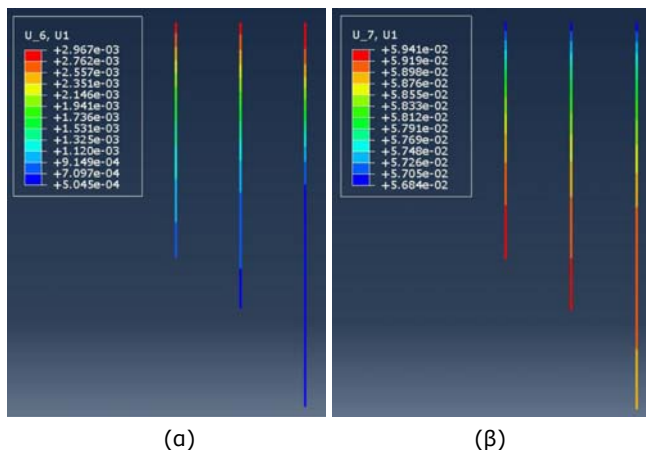 U_6, U1
+2.967e-03
+2.762e-03
+2.557e-03
+2.351e-03
+2.146e-03
+1.941e-03
+1.736e-03
+1.531e-03
+1.325e-03
+1.120e-03
+9.149e-04
+7.097e-04
+5.045e-04
U_7, U1
+5.941e-02
+5.919e-02
+5.898e-02
+5.876e-02
+5.855e-02
+5.833e-02
+5.812e-02
+5.791e-02
+5.769e-02
+5.748e-02
+5.726e-02
+5.705e-02
+5.684e-02
(α)
(β)